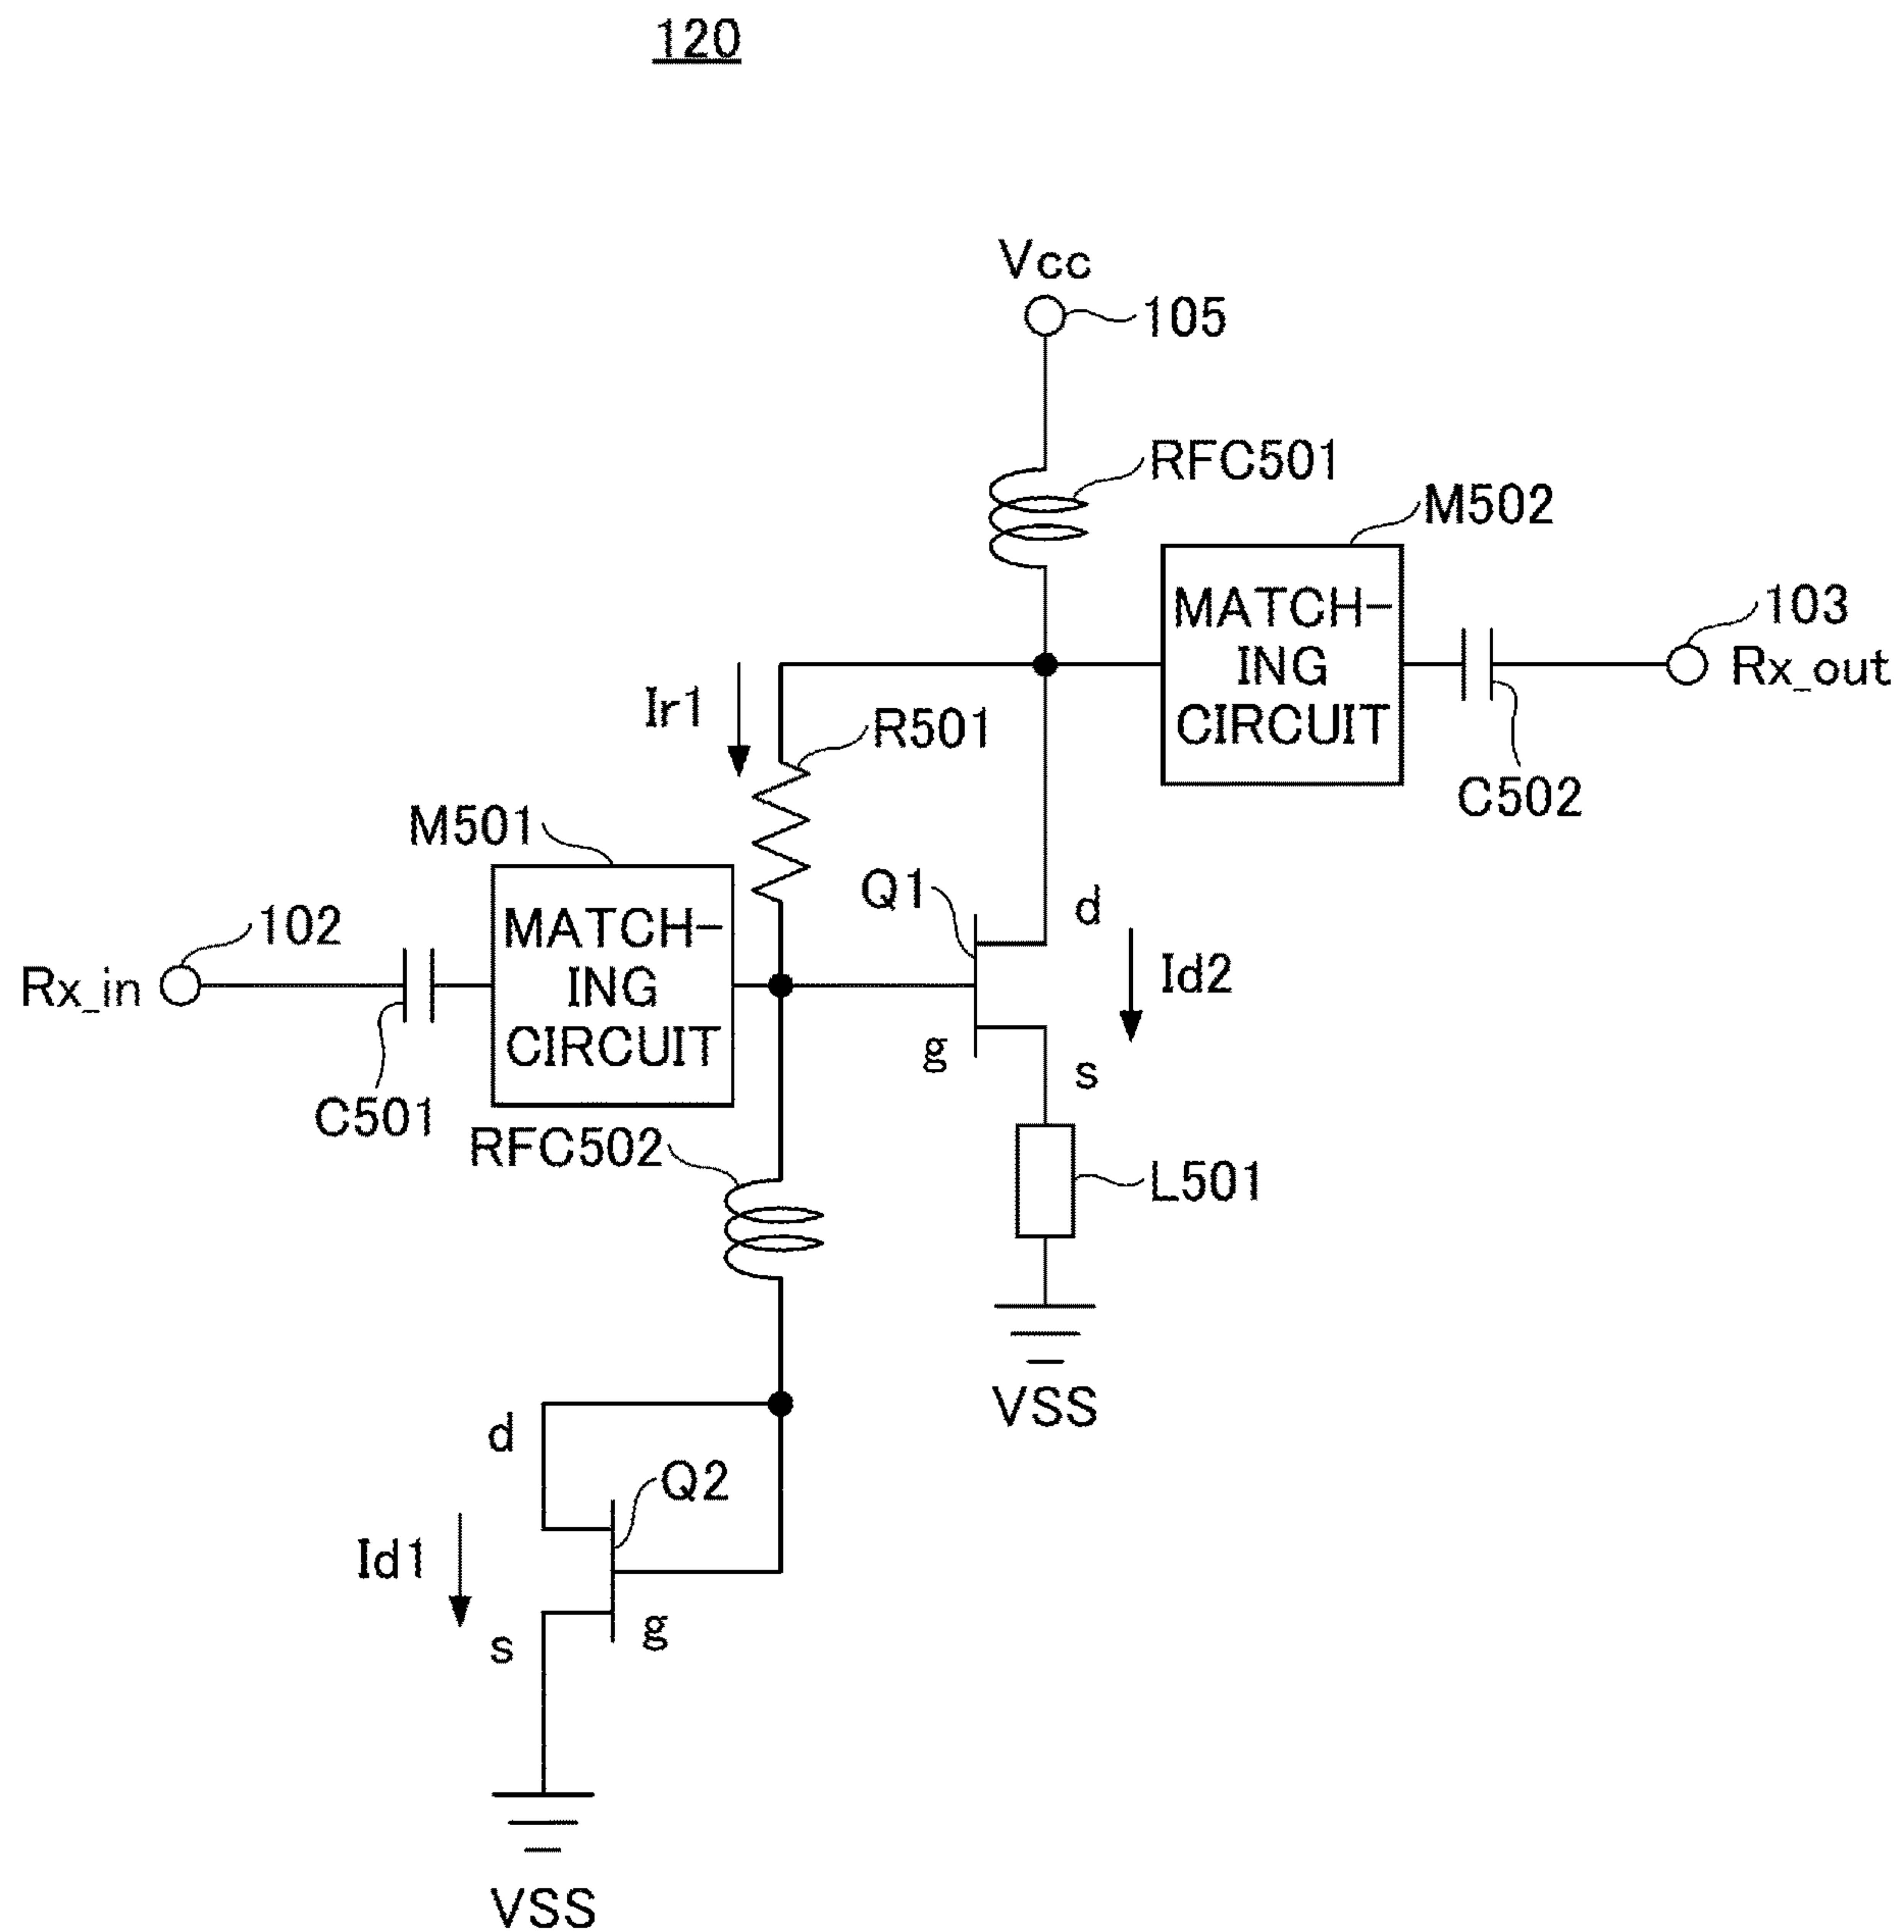 120
Vcc
105
RFC501
M502
MATCH-
ING
CIRCUIT
103
Rx_out
C502
Ir1
R501
M501
MATCH-
ING
CIRCUIT
102
Rx_in
C501
Q1
d
g
s
Id2
RFC502
L501
VSS
d
Q2
Id1
s
g
VSS